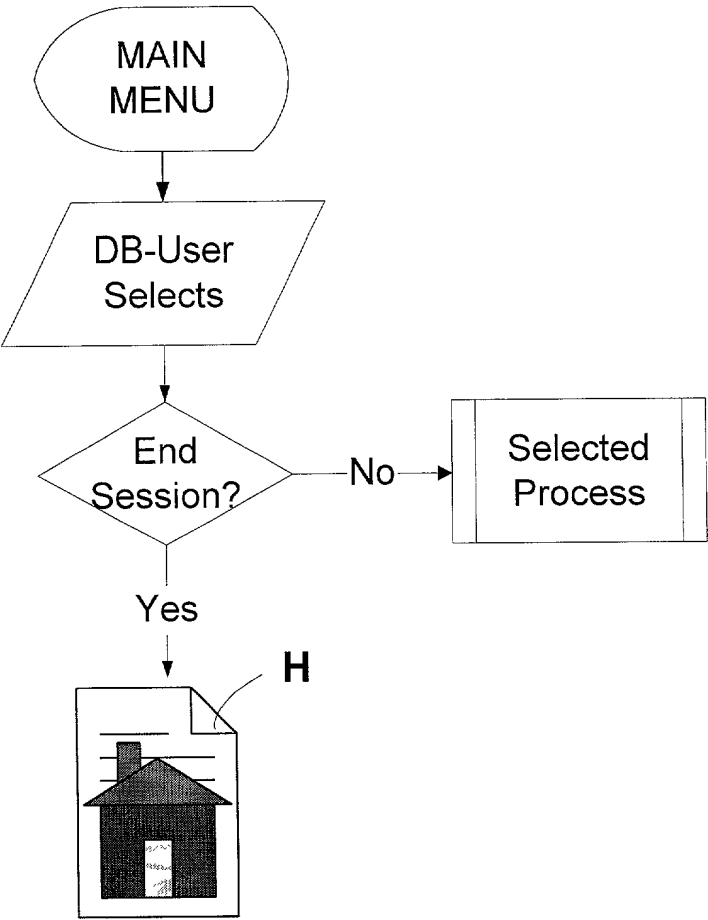 MAIN
MENU
DB-User
Selects
End
Session?
No
Selected
Process
Yes
H